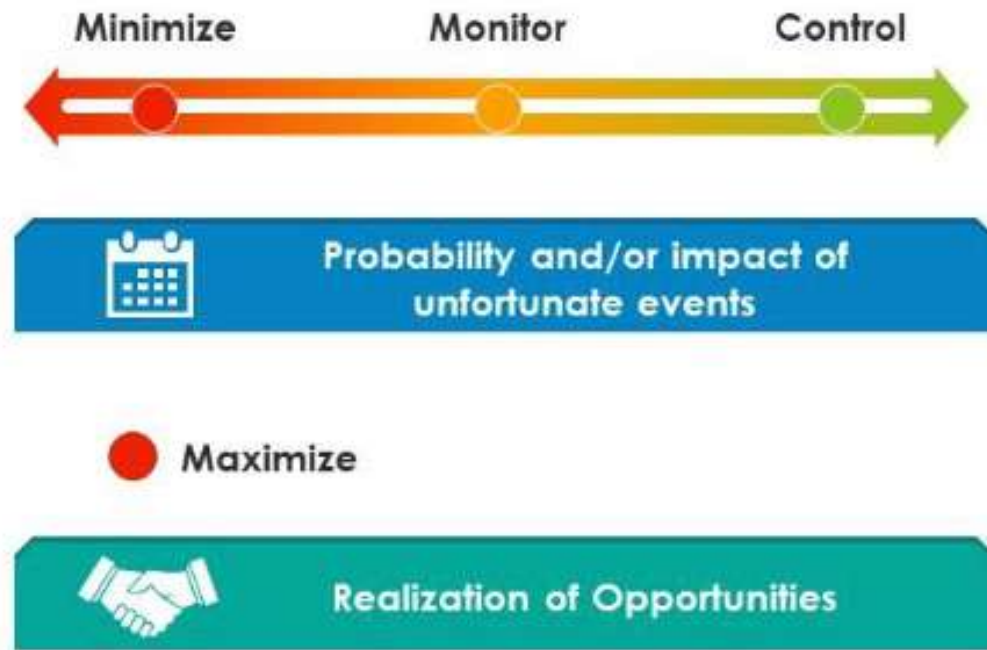 Minimize Monitor Control
Probability and/or impact of
unfortunate events
Maximize
Realization of Opportunities